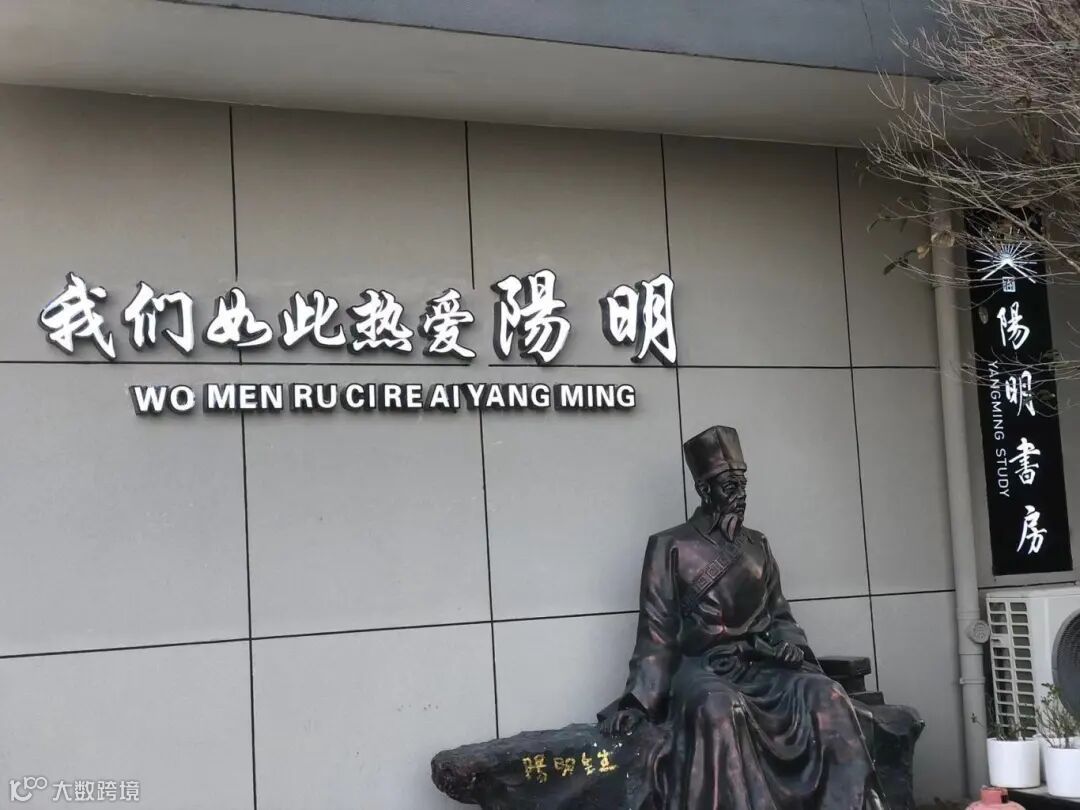 我们如此热爱陽明
WO MEN RU CI RE AI YANG MING
陽明書房
YANGMING STUDY
陽明先生
大数跨境